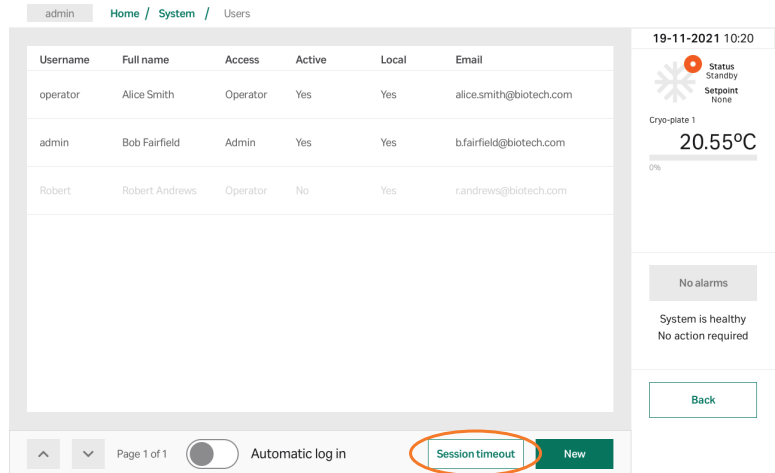 admin Home / System / Users
19-11-2021 10:20
Username Full name Access Active Local Email
operator Alice Smith Operator Yes Yes alice.smith@biotech.com
admin Bob Fairfield Admin Yes Yes b.fairfield@biotech.com
Robert Robert Andrews Operator No Yes r.andrews@biotech.com
Status
Standby
Setpoint
None
Cryo-plate 1
20.55ºC
0%
No alarms
System is healthy
No action required
Back
Page 1 of 1 Automatic log in Session timeout New